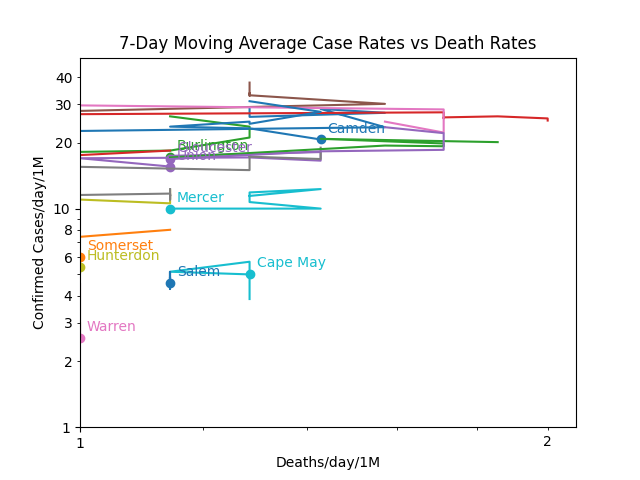 7-Day Moving Average Case Rates vs Death Rates
Confirmed Cases/day/1M
40
30
20
10
8
6
4
3
2
1
Camden
Burlington
Mercer
Somerset
Hunterdon
Salem
Cape May
Warren
1
2
Deaths/day/1M